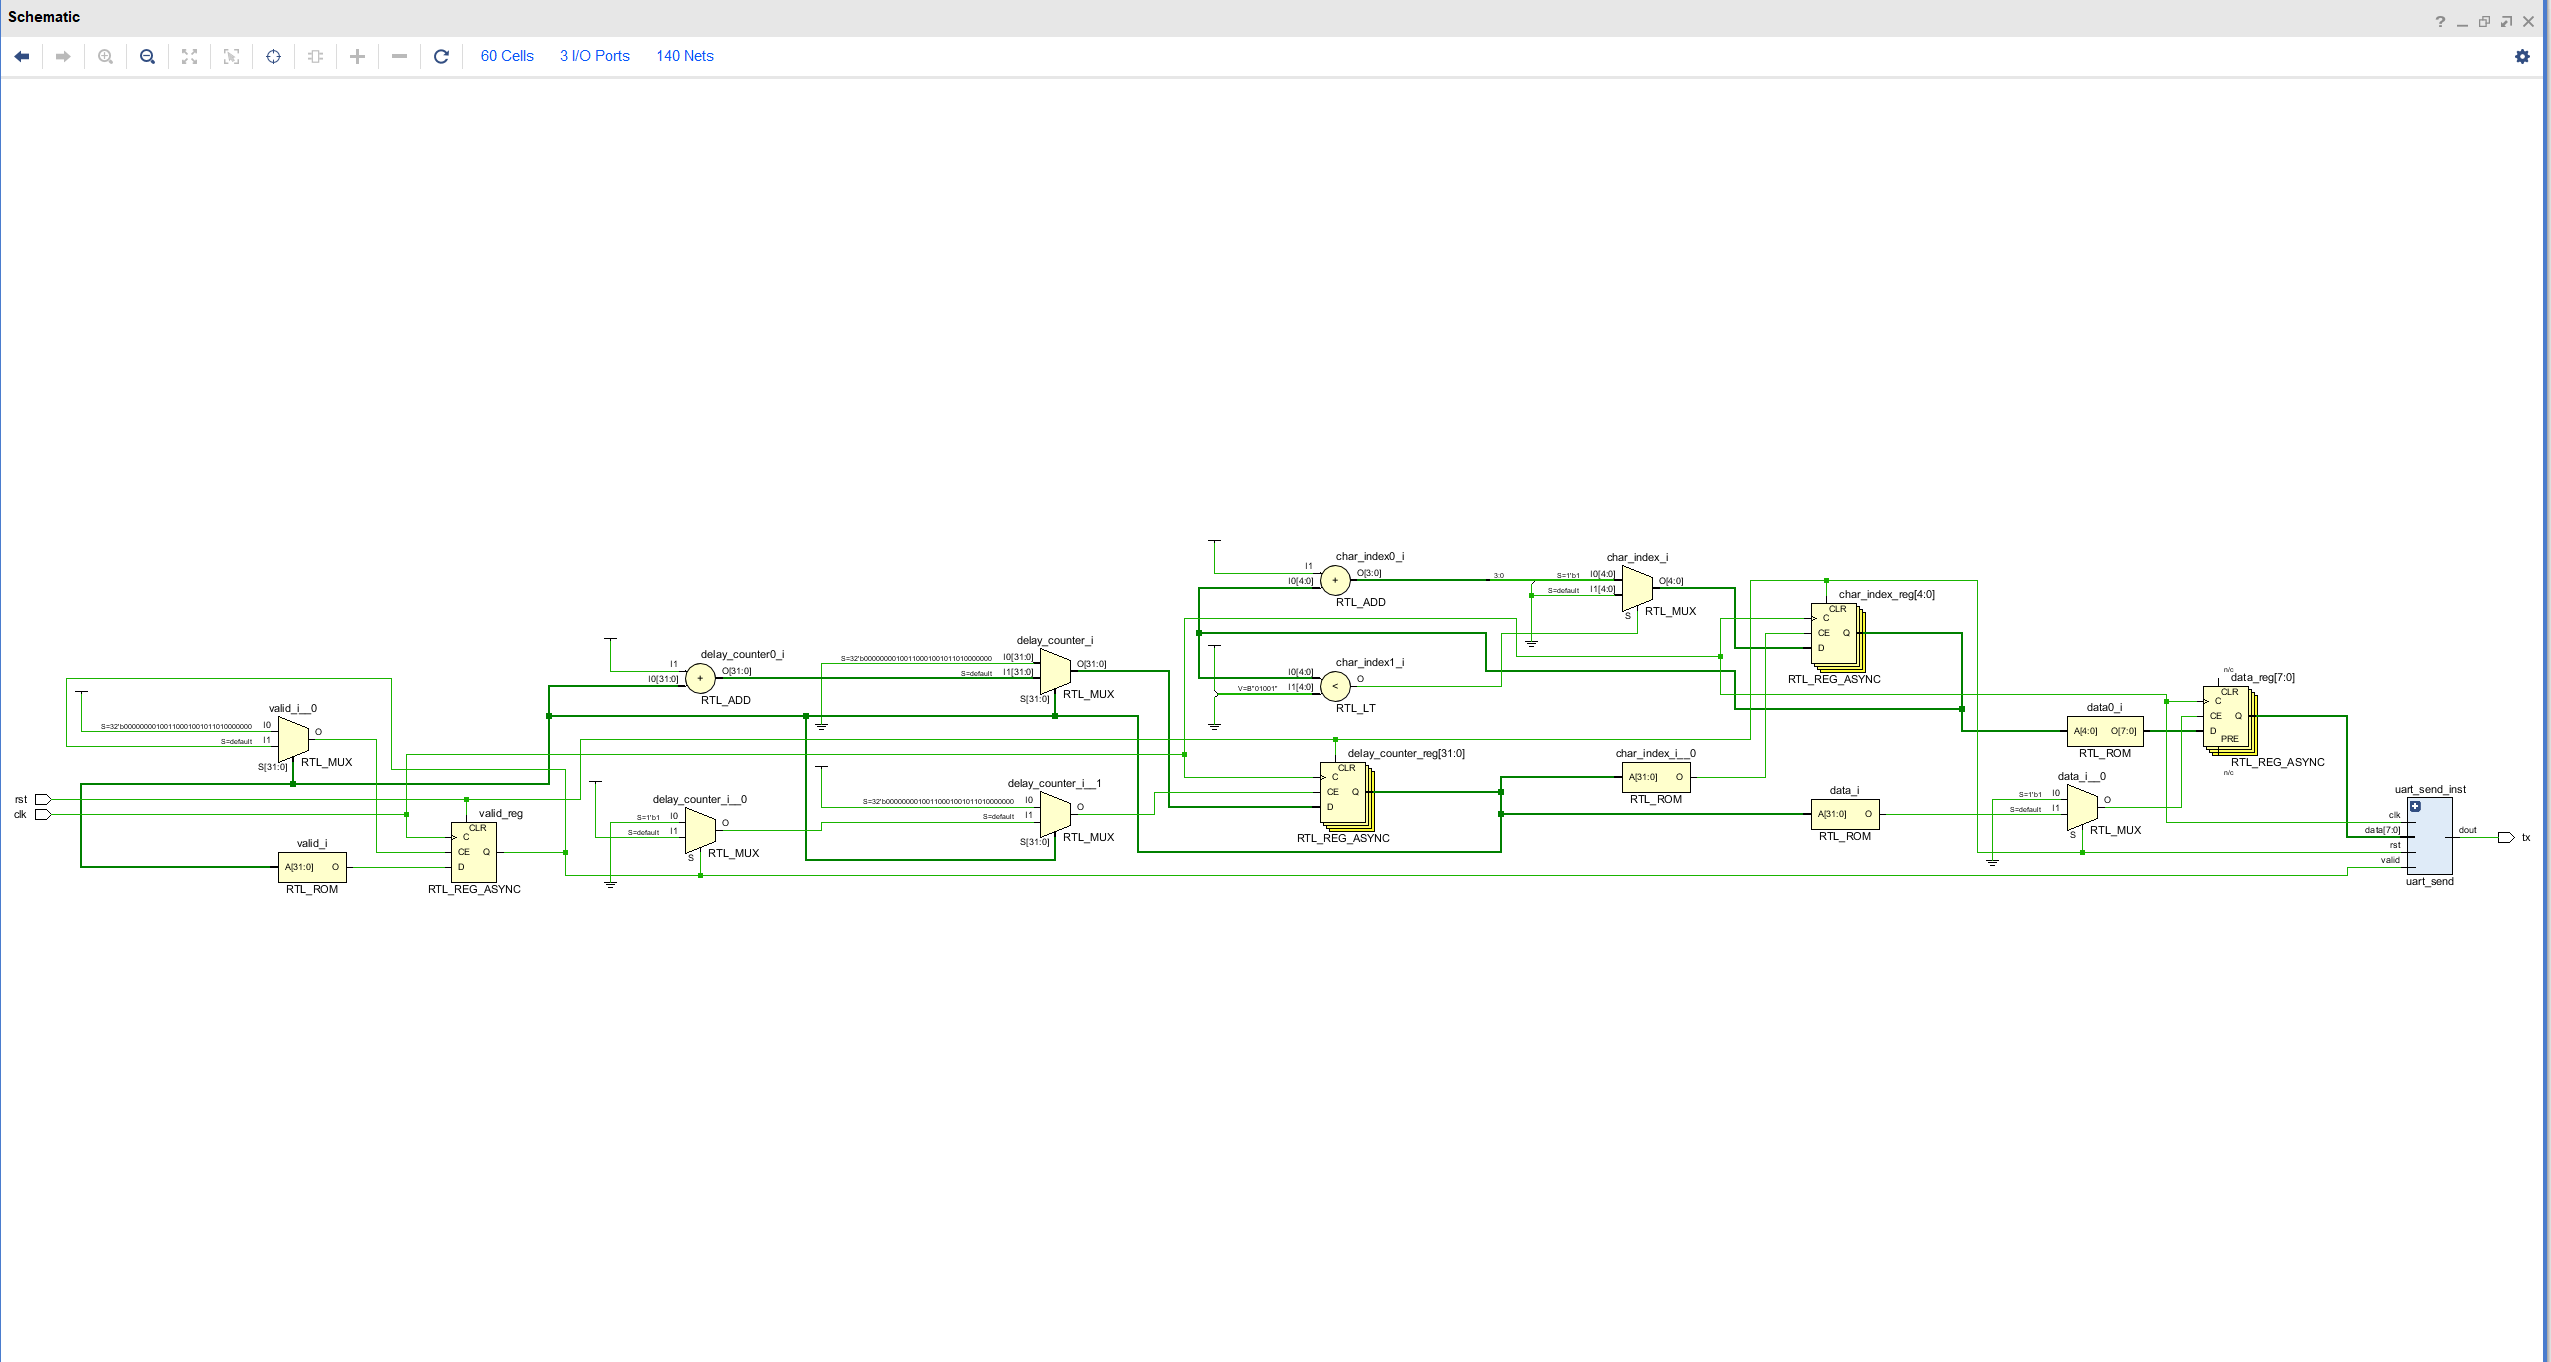 Schematic
60 Cells 3 I/O Ports 140 Nets
char_index0_i
I1
I0[4:0]
O[3:0]
RTL_ADD
3:0
char_index_i
S=1'b1 I0[4:0]
S=default I1[4:0]
O[4:0]
S
RTL_MUX
char_index_reg[4:0]
CLR
C
CE Q
D
RTL_REG_ASYNC
delay_counter0_i
I1
I0[31:0]
O[31:0]
RTL_ADD
delay_counter_i
I0[31:0]
S=default I1[31:0]
O[31:0]
S[31:0]
RTL_MUX
char_index1_i
I0[4:0]
V=B"01001" I1[4:0]
O
<
RTL_LT
n/c
data_reg[7:0]
CLR
C
CE Q
D
PRE
RTL_REG_ASYNC
n/c
valid_i__0
I0
S=default I1
O
S[31:0]
RTL_MUX
data0_i
A[4:0] O[7:0]
RTL_ROM
delay_counter_reg[31:0]
CLR
C
CE Q
D
RTL_REG_ASYNC
char_index_i__0
A[31:0] O
RTL_ROM
rst
clk
delay_counter_i__0
S=1'b1 I0
S=default I1
O
S
RTL_MUX
delay_counter_i__1
I0
S=default I1
O
S[31:0]
RTL_MUX
data_i
A[31:0] O
RTL_ROM
data_i__0
S=1'b1 I0
S=default I1
O
S
RTL_MUX
valid_reg
CLR
C
CE Q
D
RTL_REG_ASYNC
valid_i
A[31:0] O
RTL_ROM
uart_send_inst
clk
data[7:0]
rst
valid
dout
uart_send
tx